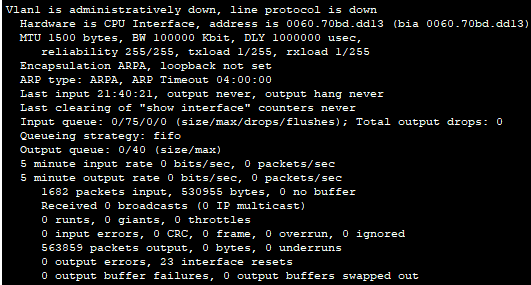 Vlan1 is administratively down, line protocol is down
Hardware is CPU Interface, address is 0060.70bd.dd13 (bia 0060.70bd.dd13)
MTU 1500 bytes, BW 100000 Kbit, DLY 1000000 usec,
reliability 255/255, txload 1/255, rxload 1/255
Encapsulation ARPA, loopback not set
ARP type: ARPA, ARP Timeout 04:00:00
Last input 21:40:21, output never, output hang never
Last clearing of "show interface" counters never
Input queue: 0/75/0/0 (size/max/drops/flushes); Total output drops: 0
Queueing strategy: fifo
Output queue: 0/40 (size/max)
5 minute input rate 0 bits/sec, 0 packets/sec
5 minute output rate 0 bits/sec, 0 packets/sec
1682 packets input, 530955 bytes, 0 no buffer
Received 0 broadcasts (0 IP multicast)
0 runts, 0 giants, 0 throttles
0 input errors, 0 CRC, 0 frame, 0 overrun, 0 ignored
563859 packets output, 0 bytes, 0 underruns
0 output errors, 23 interface resets
0 output buffer failures, 0 output buffers swapped out